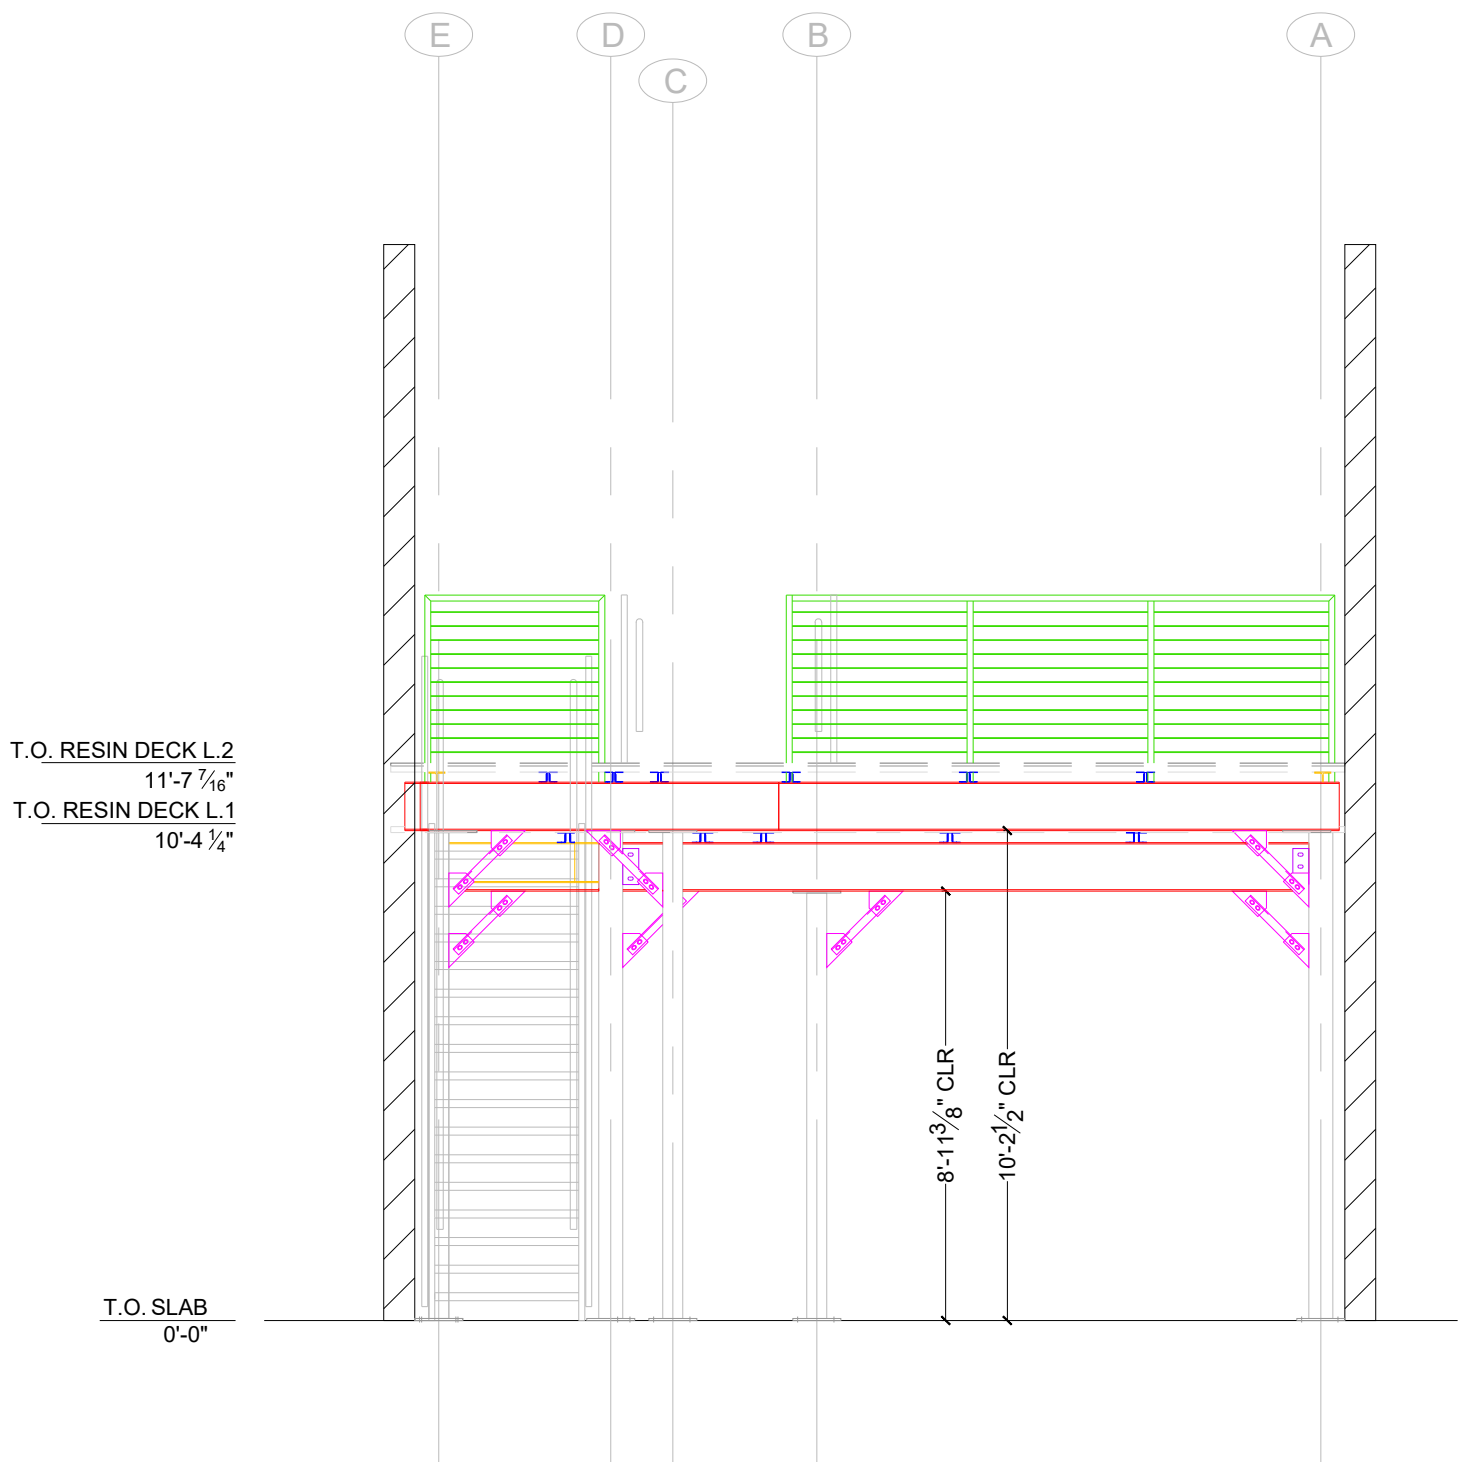 E
D
B
A
C
T.O. RESIN DECK L.2
11'-7 7/16"
T.O. RESIN DECK L.1
10'-4 1/4"
8'-11 3/8" CLR
10'-2 1/2" CLR
T.O. SLAB
0'-0"